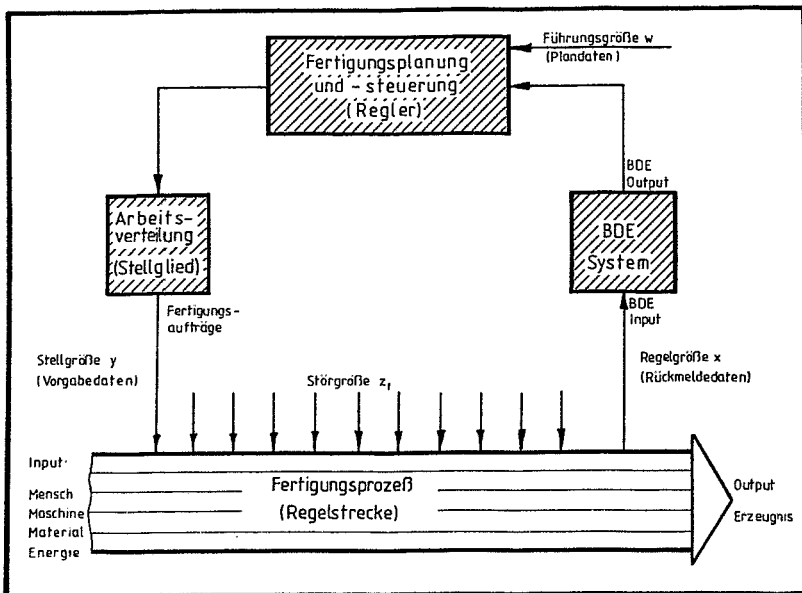 Führungsgröße w
(Plandaten)
Fertigungsplanung
und -steuerung
(Regler)
BDE
Output
Arbeits-
verteilung
(Stellglied)
BDE
System
Fertigungs-
aufträge
BDE
Input
Stellgröße y
(Vorgabedaten)
Störgröße z₁
Regelgröße x
(Rückmeldedaten)
Input
Mensch
Maschine
Material
Energie
Fertigungsprozeß
(Regelstrecke)
Output
Erzeugnis